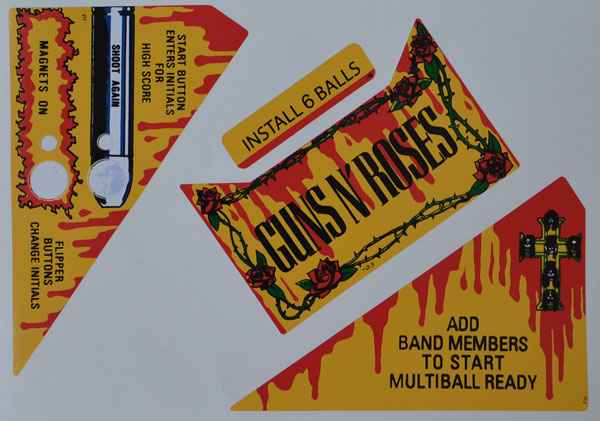 START BUTTON
ENTERS INITIALS
FOR
HIGH SCORE
SHOOT AGAIN
MAGNETS ON
FLIPPER
BUTTONS
CHANGE INITIALS
INSTALL 6 BALLS
GUNS N' ROSES
ADD
BAND MEMBERS
TO START
MULTIBALL READY